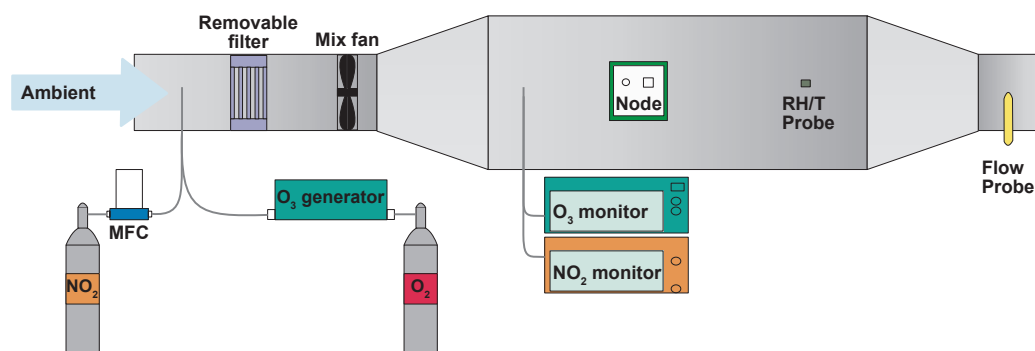 Removable
filter
Mix fan
Ambient
Node
RH/T
Probe
Flow
Probe
O₃ generator
MFC
O₃ monitor
NO₂ monitor
NO₂
O₂